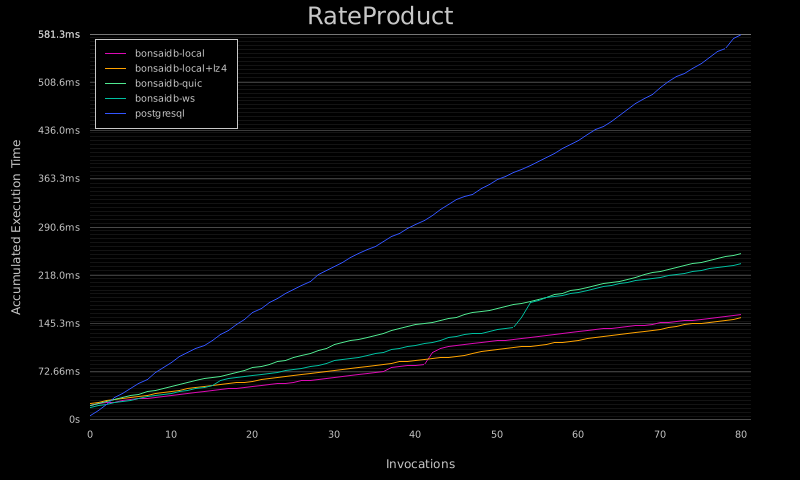 RateProduct
581.3ms
508.6ms
436.0ms
363.3ms
290.6ms
218.0ms
145.3ms
72.66ms
0s
Accumulated Execution Time
bonsaidb-local
bonsaidb-local+lz4
bonsaidb-quic
bonsaidb-ws
postgresql
0 10 20 30 40 50 60 70 80
Invocations